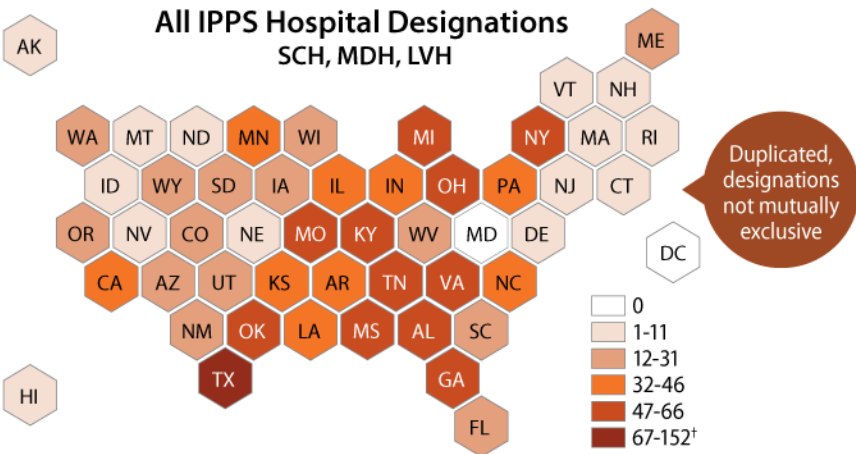 All IPPS Hospital Designations
SCH, MDH, LVH
AK
ME
VT NH
WA MT ND MN WI MI NY MA RI
ID WY SD IA IL IN OH PA NJ CT
OR NV CO NE MO KY WV MD DE
DC
CA AZ UT KS AR TN VA NC
NM OK LA MS AL SC
HI
TX GA
FL
Duplicated,
designations
not mutually
exclusive
0
1-11
12-31
32-46
47-66
67-152†